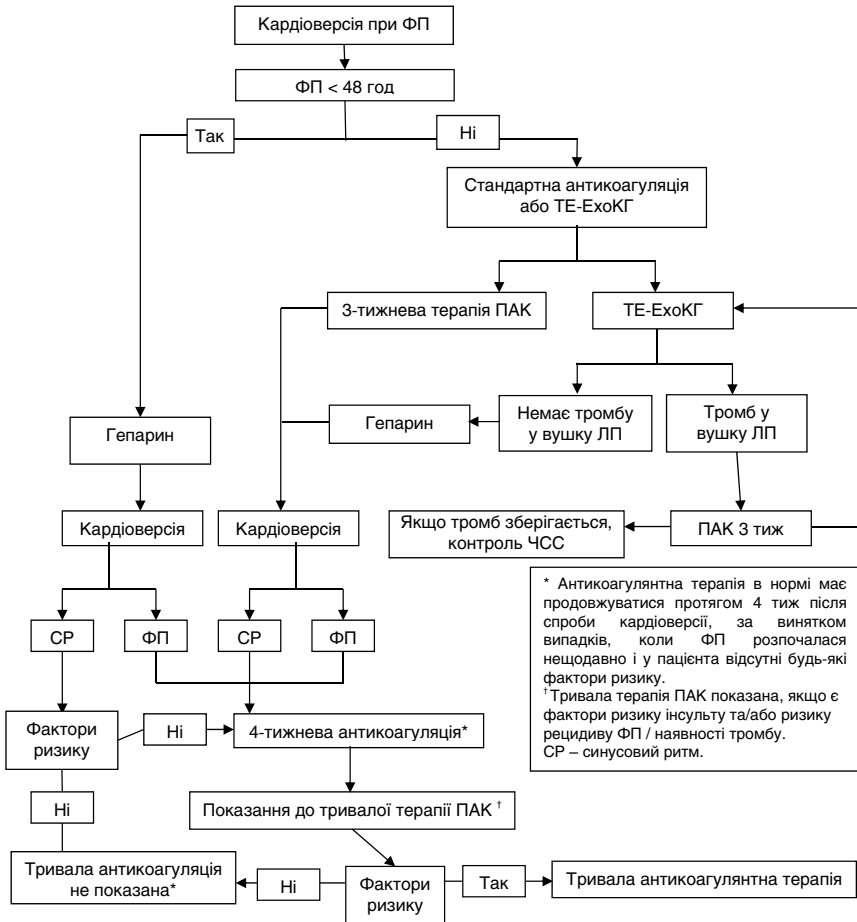 Кардіоверсія при ФП
ФП < 48 год
Так
Ні
Стандартна антикоагуляція
або ТЕ-ЕхоКГ
3-тижнева терапія ПАК
ТЕ-ЕхоКГ
Гепарин
Гепарин
Немає тромбу
у вушку ЛП
Тромб у
вушку ЛП
Кардіоверсія
Кардіоверсія
Якщо тромб зберігається,
контроль ЧСС
ПАК 3 тиж
СР
ФП
СР
ФП
* Антикоагулянтна терапія в нормі має
продовжуватися протягом 4 тиж після
спроби кардіоверсії, за винятком
випадків, коли ФП розпочалася
нещодавно і у пацієнта відсутні будь-які
фактори ризику.
† Тривала терапія ПАК показана, якщо є
фактори ризику інсульту та/або ризику
рецидиву ФП / наявності тромбу.
СР – синусовий ритм.
Фактори
ризику
Ні
4-тижнева антикоагуляція*
Ні
Показання до тривалої терапії ПАК †
Тривала антикоагуляція
не показана*
Ні
Фактори
ризику
Так
Тривала антикоагулянтна терапія